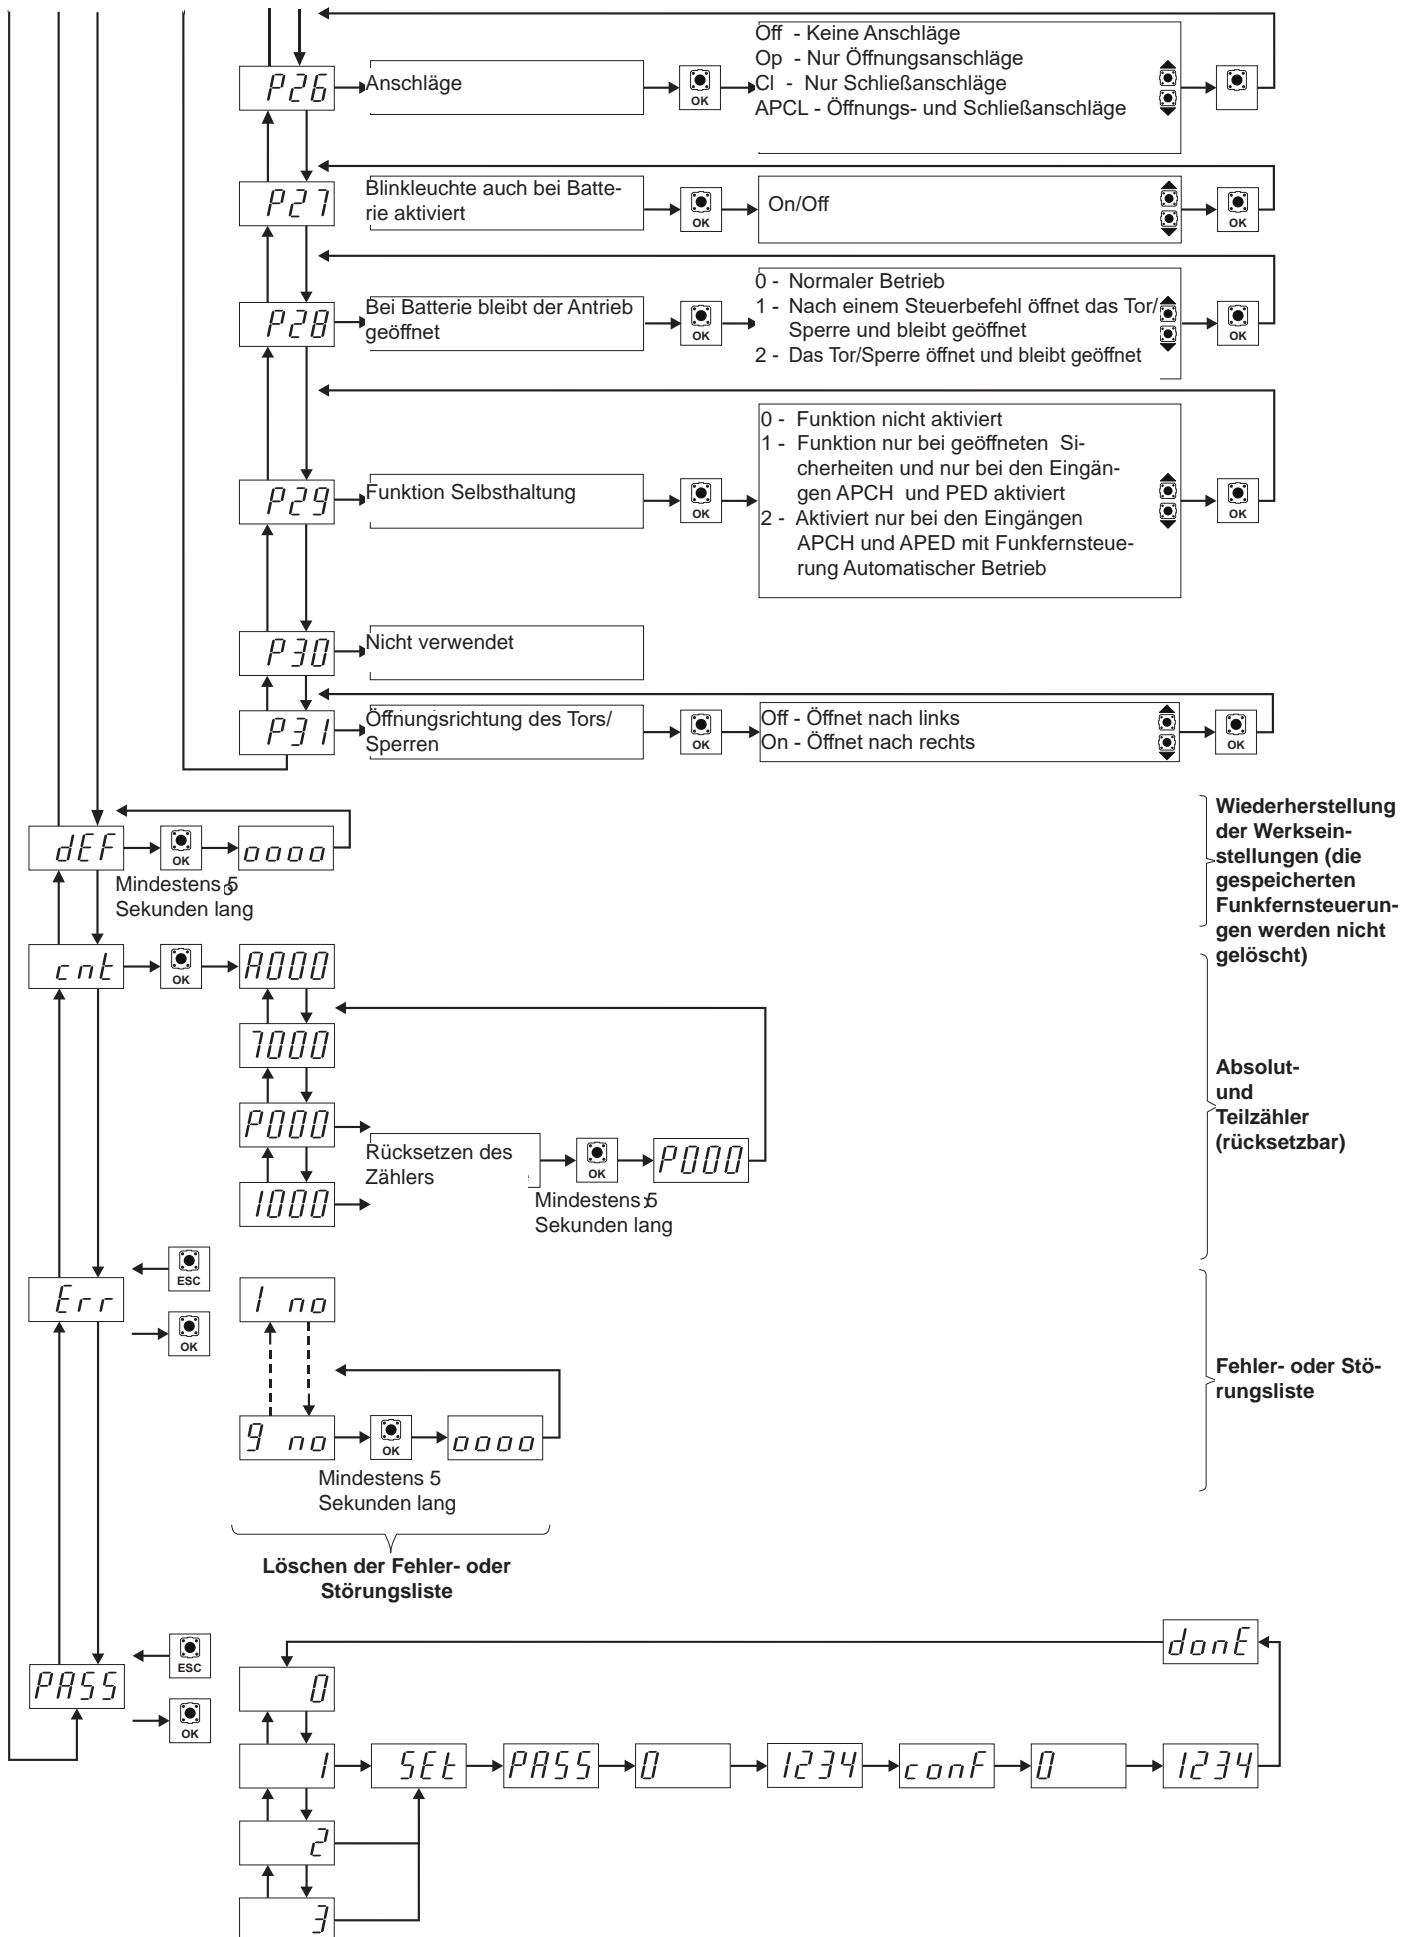 Off - Keine Anschläge
Op - Nur Öffnungsanschläge
Cl - Nur Schließanschläge
APCL - Öffnungs- und Schließanschläge
P26
Anschläge
OK
P27
Blinkleuchte auch bei Batte-
rie aktiviert
OK
On/Off
OK
P28
Bei Batterie bleibt der Antrieb
geöffnet
OK
0 - Normaler Betrieb
1 - Nach einem Steuerbefehl öffnet das Tor/
Sperre und bleibt geöffnet
2 - Das Tor/Sperre öffnet und bleibt geöffnet
OK
P29
Funktion Selbsthaltung
OK
0 - Funktion nicht aktiviert
1 - Funktion nur bei geöffneten Si-
cherheiten und nur bei den Eingän-
gen APCH und PED aktiviert
2 - Aktiviert nur bei den Eingängen
APCH und APED mit Funkfernsteue-
rung Automatischer Betrieb
OK
P30
Nicht verwendet
P31
Öffnungsrichtung des Tors/
Sperren
OK
Off - Öffnet nach links
On - Öffnet nach rechts
OK
dEF
OK
oooo
Mindestens 5
Sekunden lang
Wiederherstellung
der Werksein-
stellungen (die
gespeicherten
Funkfernsteuerun-
gen werden nicht
gelöscht)
cnt
OK
A000
7000
P000
1000
Rücksetzen des
Zählers
OK
P000
Mindestens 5
Sekunden lang
Absolut-
und
Teilzähler
(rücksetzbar)
Err
ESC
OK
1 no
9 no
OK
oooo
Mindestens 5
Sekunden lang
Fehler- oder Stö-
rungsliste
Löschen der Fehler- oder
Störungsliste
PASS
ESC
OK
donE
0
1
SEt
PASS
0
1234
conF
0
1234
2
3